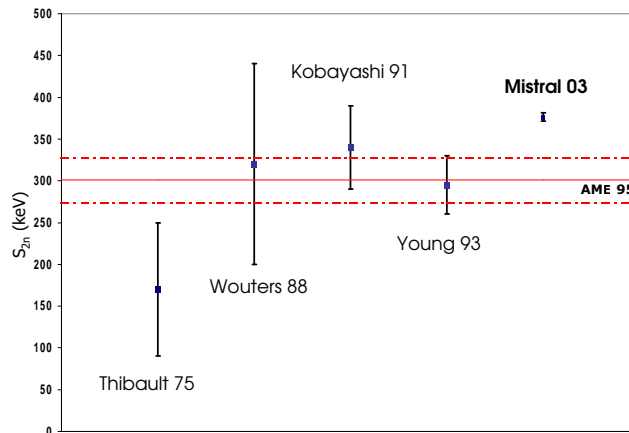 500
450
400
350
300
250
200
150
100
50
0
S2n (keV)
Kobayashi 91
Mistral 03
AME 95
Young 93
Wouters 88
Thibault 75